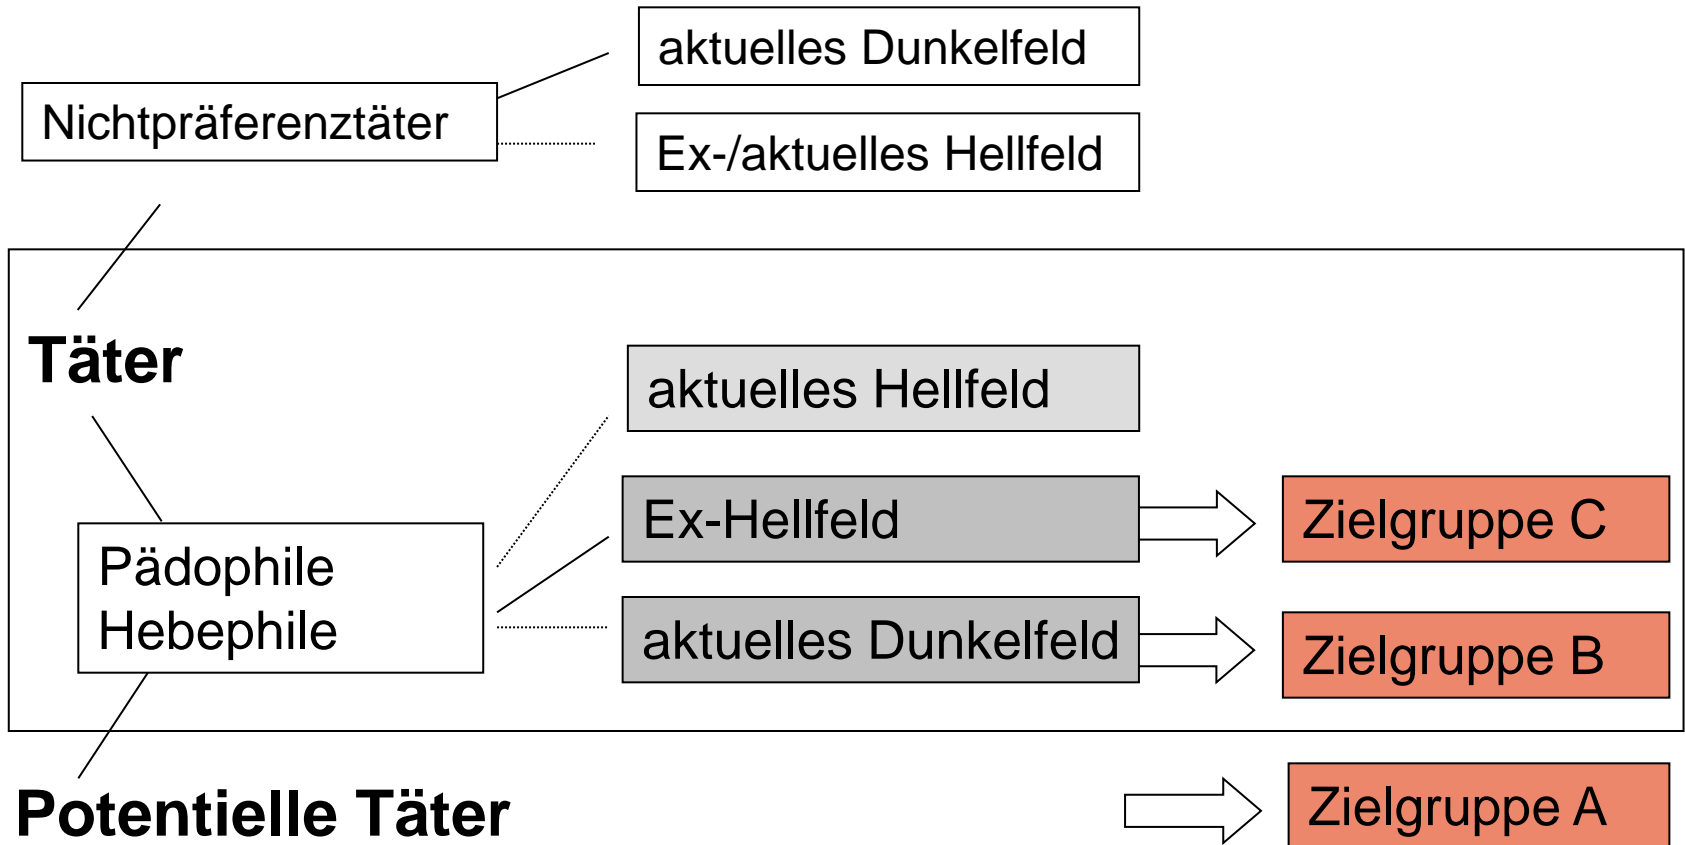 aktuelles Dunkelfeld
Nichtpräferenztäter
Ex-/aktuelles Hellfeld
Täter
aktuelles Hellfeld
Ex-Hellfeld
Zielgruppe C
Pädophile
Hebephile
aktuelles Dunkelfeld
Zielgruppe B
Potentielle Täter
Zielgruppe A